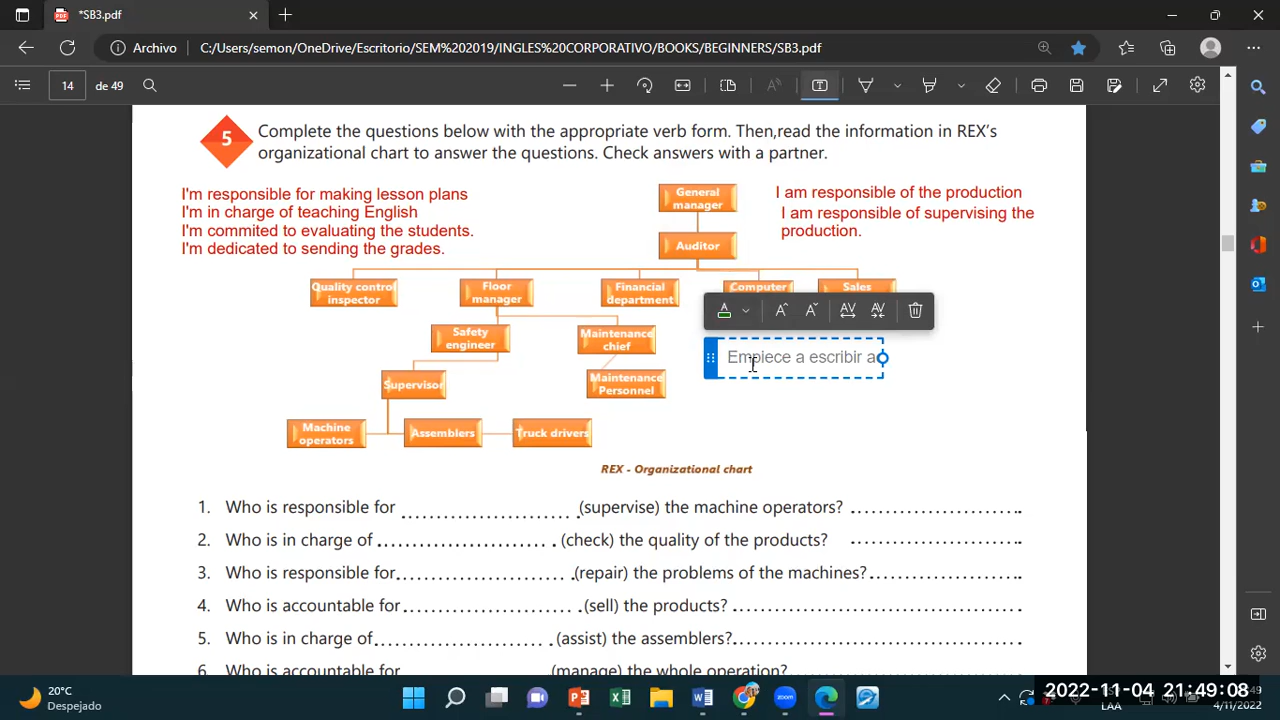 *SB3.pdf
Archivo
C:/Users/semon/OneDrive/Escritorio/SEM%202019/INGLES%20CORPORATIVO/BOOKS/BEGINNERS/SB3.pdf
14 de 49
5
Complete the questions below with the appropriate verb form. Then,read the information in REX's
organizational chart to answer the questions. Check answers with a partner.
I'm responsible for making lesson plans
I'm in charge of teaching English
I'm commited to evaluating the students.
I'm dedicated to sending the grades.
General
manager
I am responsible of the production
I am responsible of supervising the
production.
Auditor
Quality contro
inspector
Floor
manager
Financial
department
Computer
Sales
Safety
engineer
Maintenance
chief
Empiece a escribir a
Supervisor
Maintenance
Personnel
Machine
operators
Assemblers
Truck drivers
REX - Organizational chart
1. Who is responsible for ........................ (supervise) the machine operators? ........................
2. Who is in charge of ........................ (check) the quality of the products? ........................
3. Who is responsible for ........................ (repair) the problems of the machines? ........................
4. Who is accountable for ........................ (sell) the products? ........................
5. Who is in charge of ........................ (assist) the assemblers? ........................
6. Who is accountable for ........................ (manage) the whole operation?
20°C
Despejado
zoom
LAA
2022-11-04 21:49:08
4/11/2022